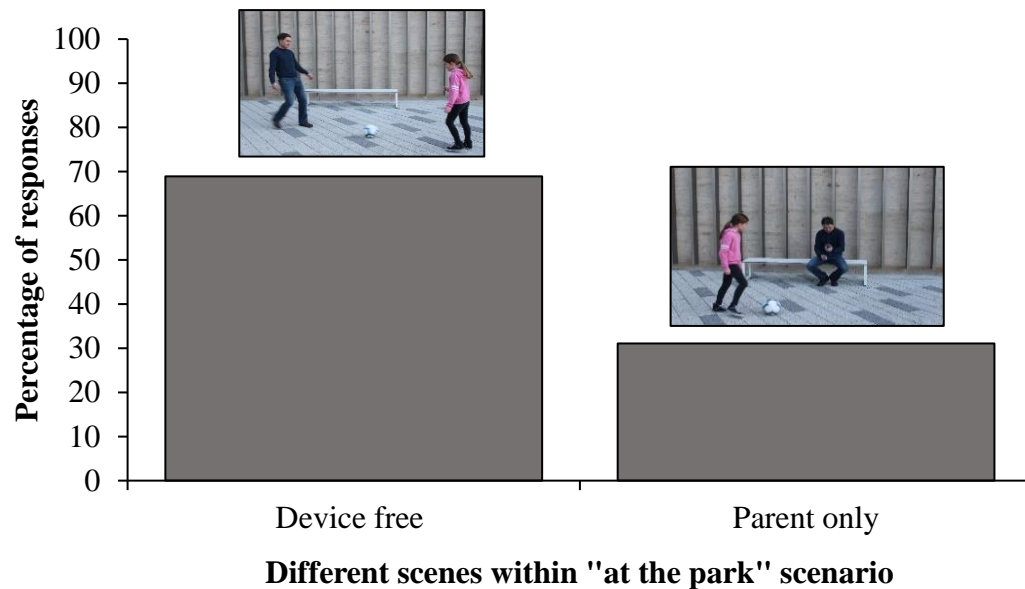 100
90
80
70
60
50
40
30
20
10
0
Percentage of responses
Device free
Parent only
Different scenes within "at the park" scenario